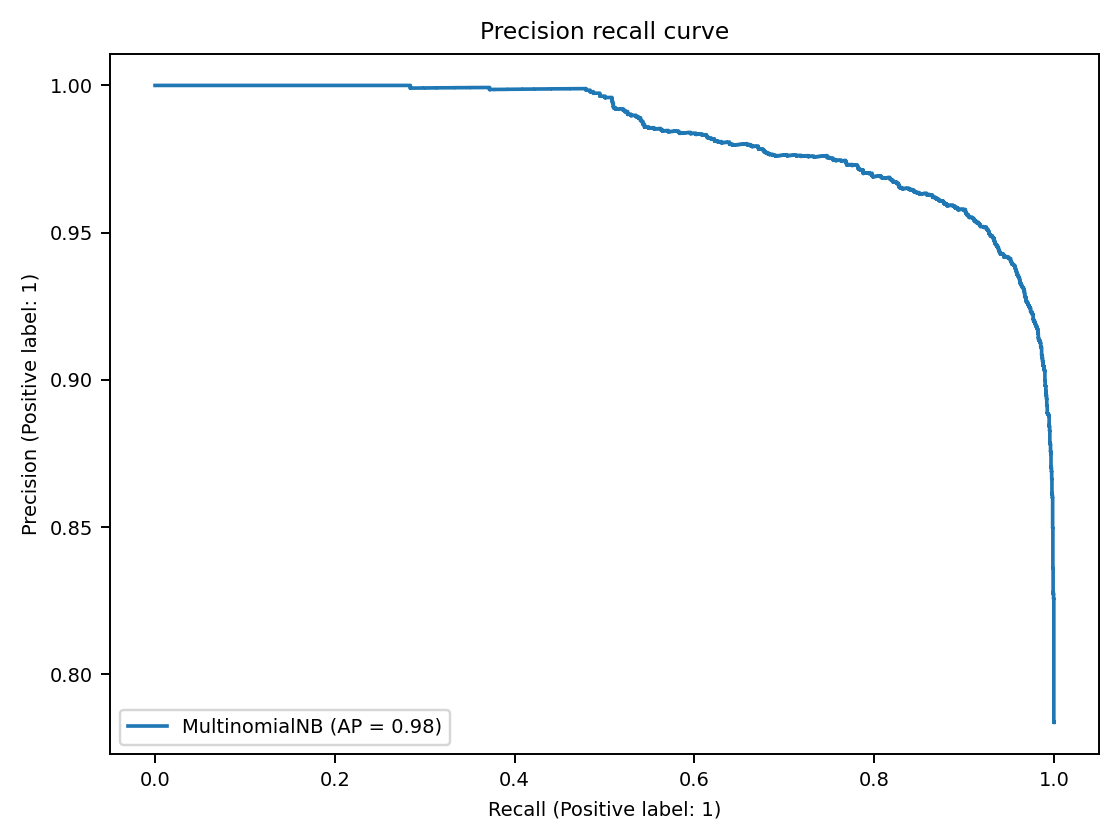 Precision recall curve
1.00
0.95
0.90
0.85
0.80
Precision (Positive label: 1)
MultinomialNB (AP = 0.98)
0.0 0.2 0.4 0.6 0.8 1.0
Recall (Positive label: 1)